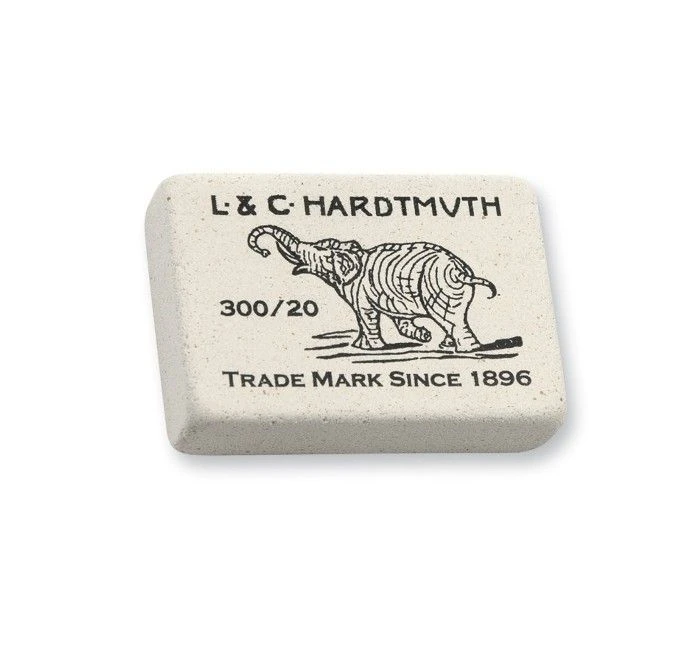 L. & C. HARDTMVTH
300/20
TRADE MARK SINCE 1896